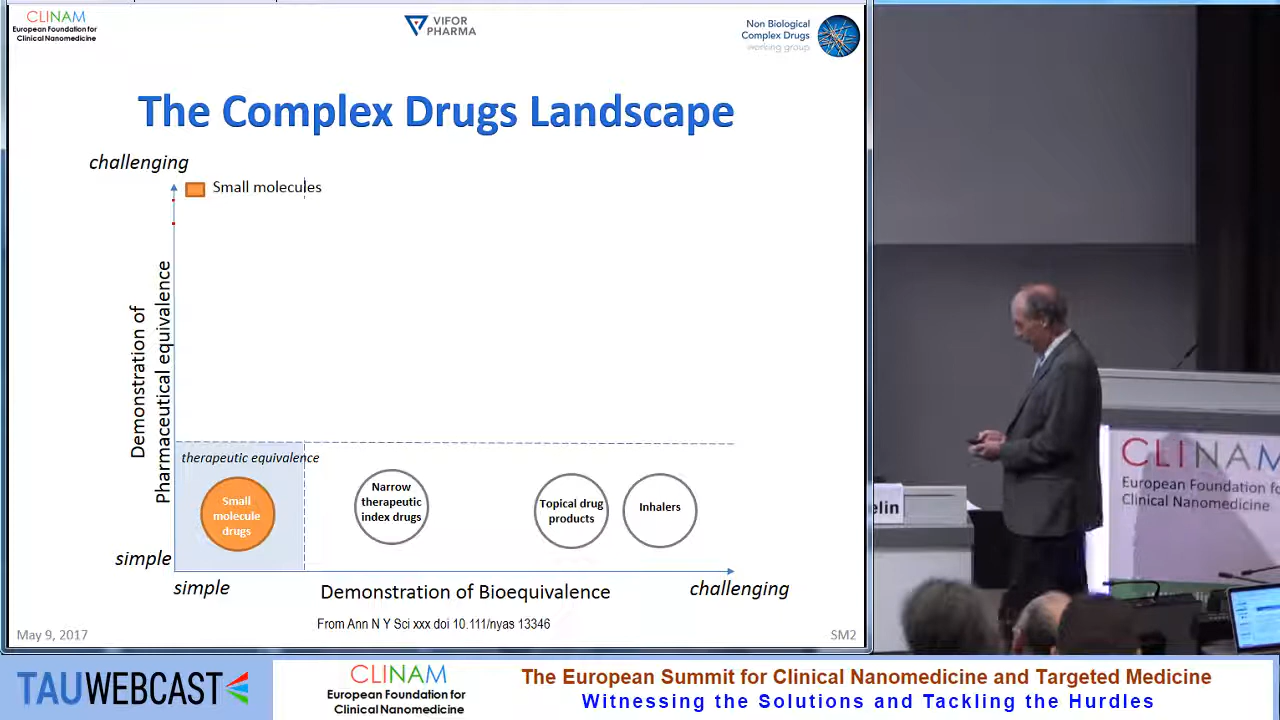 CLINAM
European Foundation for
Clinical Nanomedicine
VIFOR
PHARMA
Non Biological
Complex Drugs
working group
The Complex Drugs Landscape
challenging
Small molecules
Demonstration of
Pharmaceutical equivalence
therapeutic equivalence
Small
molecule
drugs
Narrow
therapeutic
index drugs
Topical drug
products
Inhalers
simple
simple
Demonstration of Bioequivalence
challenging
From Ann N Y Sci xxx doi 10.111/nyas 13346
May 9, 2017
SM2
elin
CLINAM
European Foundation fo
Clinical Nanomedicine
TAUWEBCAST
CLINAM
European Foundation for
Clinical Nanomedicine
The European Summit for Clinical Nanomedicine and Targeted Medicine
Witnessing the Solutions and Tackling the Hurdles